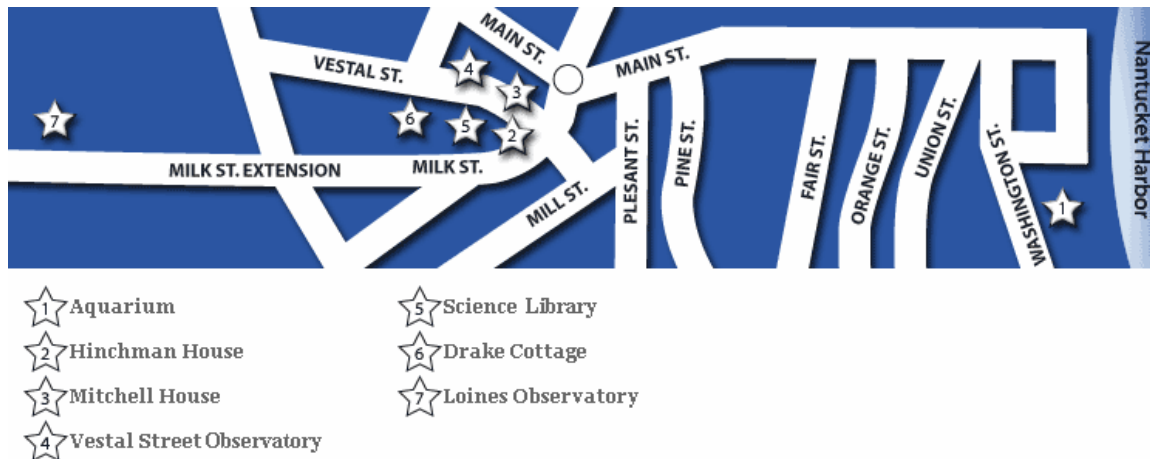 MAIN ST.
MAIN ST.
VESTAL ST.
4
3
7
6
5
2
MILK ST. EXTENSION
MILK ST.
MILL ST.
PLESANT ST.
PINE ST.
FAIR ST.
ORANGE ST.
UNION ST.
WASHINGTON ST.
1
Nantucket Harbor
1 Aquarium
2 Hinchman House
3 Mitchell House
4 Vestal Street Observatory
5 Science Library
6 Drake Cottage
7 Loines Observatory